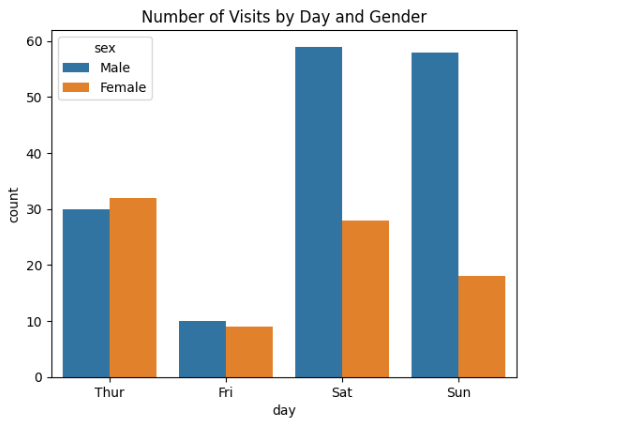 Number of Visits by Day and Gender
sex
Male
Female
60
50
40
30
20
10
0
count
Thur Fri Sat Sun
day